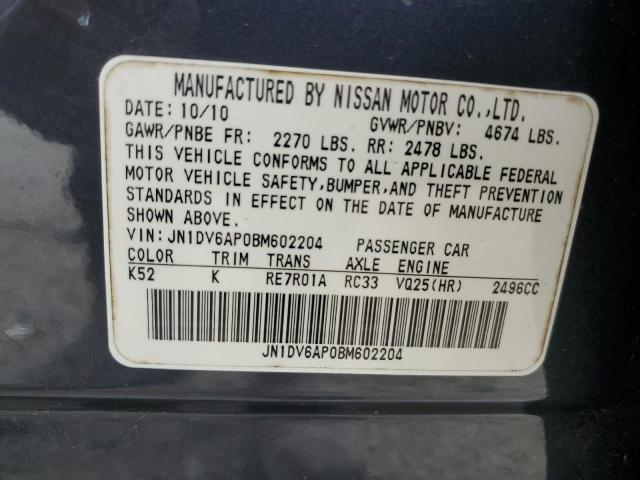 MANUFACTURED BY NISSAN MOTOR CO.,LTD.
DATE: 10/10 GVWR/PNBV: 4674 LBS.
GAWR/PNBE FR: 2270 LBS. RR: 2478 LBS.
THIS VEHICLE CONFORMS TO ALL APPLICABLE FEDERAL
MOTOR VEHICLE SAFETY,BUMPER,AND THEFT PREVENTION
STANDARDS IN EFFECT ON THE DATE OF MANUFACTURE
SHOWN ABOVE.
VIN: JN1DV6AP0BM602204 PASSENGER CAR
COLOR TRIM TRANS AXLE ENGINE
K52 K RE7R01A RC33 VQ25(HR) 2496CC
JN1DV6AP0BM602204